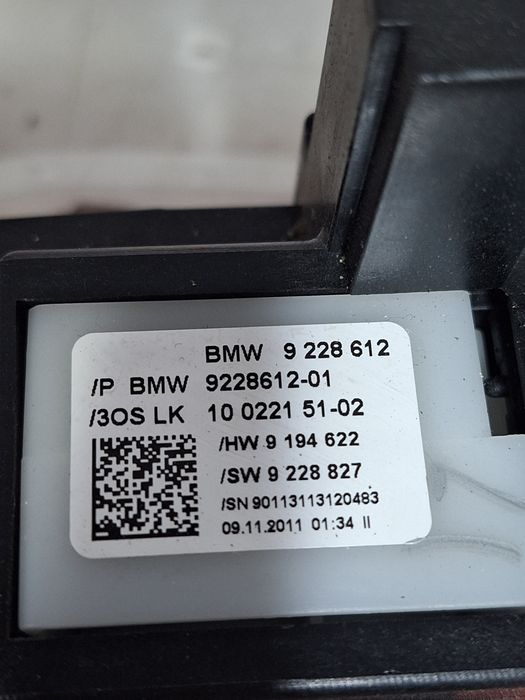 BMW 9 228 612
/P BMW 9228612-01
/3OS LK 10 0221 51-02
/HW 9 194 622
/SW 9 228 827
/SN 90113113120483
09.11.2011 01:34 II